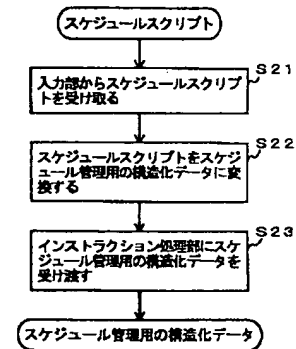 スケジュールスクリプト
S21
入力部からスケジュールスクリプ
トを受け取る
S22
スケジュールスクリプトをスケジ
ュール管理用の構造化データに変
換する
S23
インストラクション処理部にスケ
ジュール管理用の構造化データを
受け渡す
スケジュール管理用の構造化データ